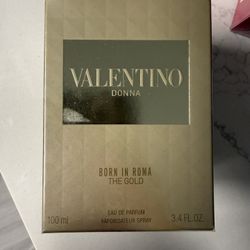 VALENTINO
DONNA
BORN IN ROMA
THE GOLD
EAU DE PARFUM
100 ml VAPORISATEUR SPRAY 3.4 FL.OZ.